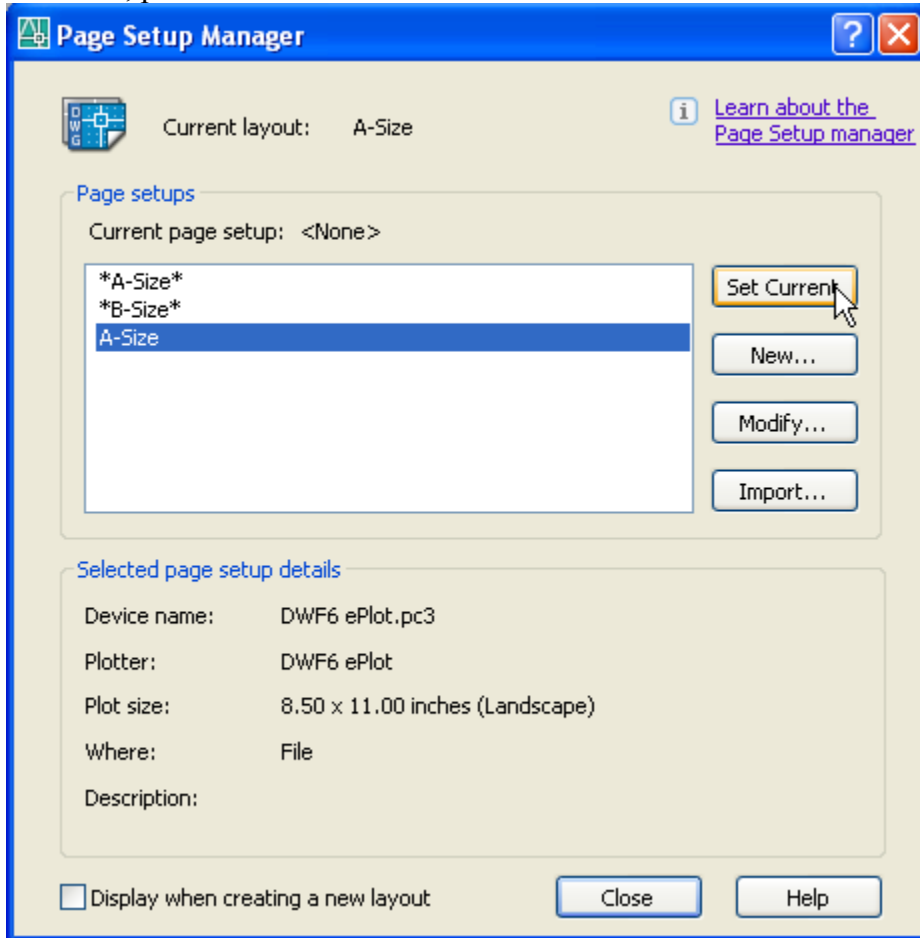 Page Setup Manager
Current layout: A-Size
Learn about the
Page Setup manager
Page setups
Current page setup: <None>
*A-Size*
*B-Size*
A-Size
Set Current
New...
Modify...
Import...
Selected page setup details
Device name: DWF6 ePlot.pc3
Plotter: DWF6 ePlot
Plot size: 8.50 x 11.00 inches (Landscape)
Where: File
Description:
Display when creating a new layout
Close
Help